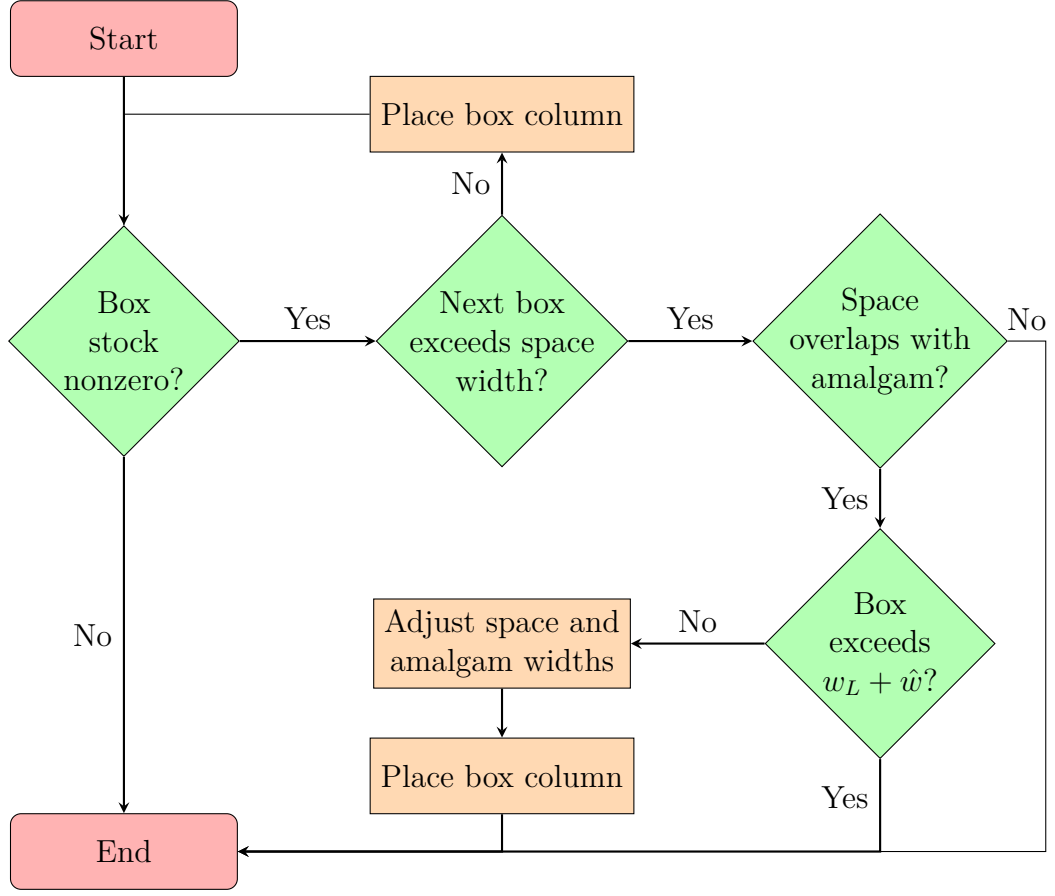 Start
Place box column
No
Box
stock
nonzero?
Yes
Next box
exceeds space
width?
Yes
Space
overlaps with
amalgam?
No
Yes
No
Adjust space and
amalgam widths
No
Box
exceeds
$w_L + \hat{w}$?
Place box column
Yes
End